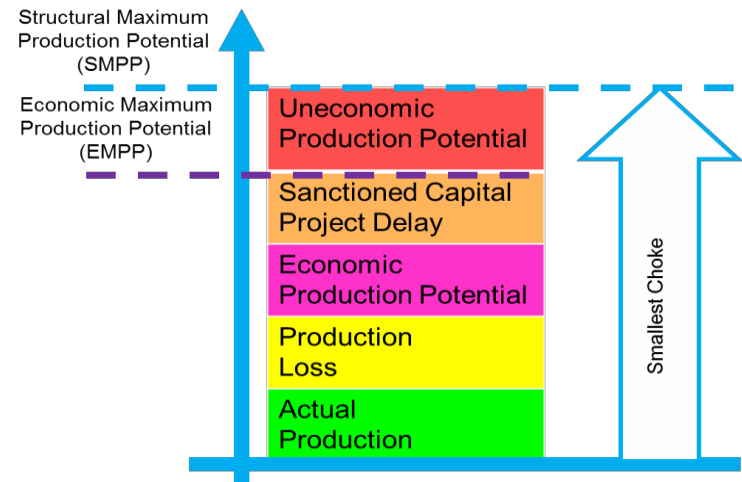 Structural Maximum
Production Potential
(SMPP)
Economic Maximum
Production Potential
(EMPP)
Uneconomic
Production Potential
Sanctioned Capital
Project Delay
Economic
Production Potential
Production
Loss
Actual
Production
Smallest Choke